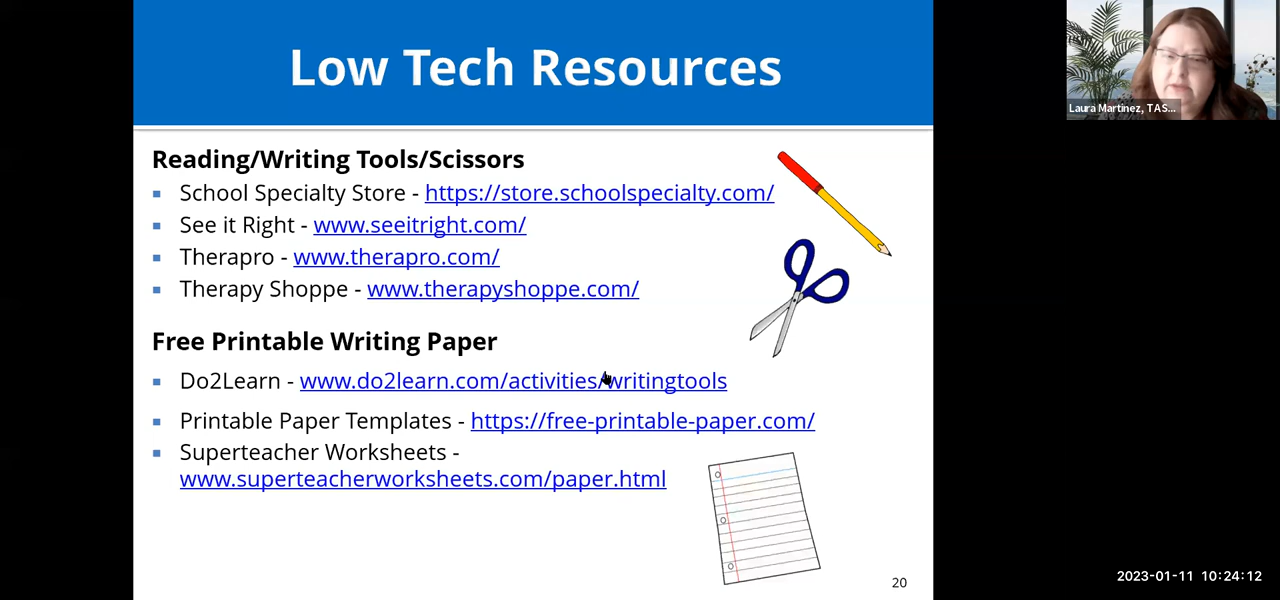 Low Tech Resources
Laura Martinez, TAS...
Reading/Writing Tools/Scissors
School Specialty Store - https://store.schoolspecialty.com/
See it Right - www.seeitright.com/
Therapro - www.therapro.com/
Therapy Shoppe - www.therapyshoppe.com/
Free Printable Writing Paper
Do2Learn - www.do2learn.com/activities/writingtools
Printable Paper Templates - https://free-printable-paper.com/
Superteacher Worksheets -
www.superteacherworksheets.com/paper.html
20
2023-01-11 10:24:12